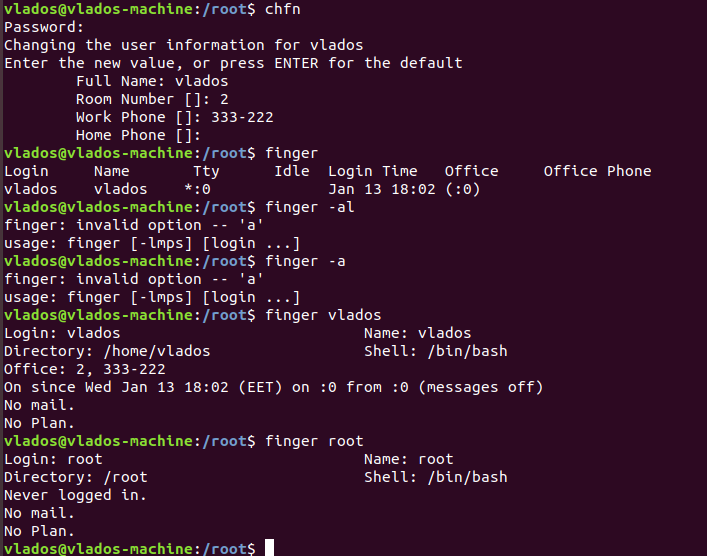 vlados@vlados-machine:/root$ chfn
Password:
Changing the user information for vlados
Enter the new value, or press ENTER for the default
        Full Name: vlados
        Room Number []: 2
        Work Phone []: 333-222
        Home Phone []:
vlados@vlados-machine:/root$ finger
Login     Name       Tty      Idle  Login Time   Office     Office Phone
vlados    vlados    *:0             Jan 13 18:02 (:0)
vlados@vlados-machine:/root$ finger -al
finger: invalid option -- 'a'
usage: finger [-lmps] [login ...]
vlados@vlados-machine:/root$ finger -a
finger: invalid option -- 'a'
usage: finger [-lmps] [login ...]
vlados@vlados-machine:/root$ finger vlados
Login: vlados                           Name: vlados
Directory: /home/vlados                 Shell: /bin/bash
Office: 2, 333-222
On since Wed Jan 13 18:02 (EET) on :0 from :0 (messages off)
No mail.
No Plan.
vlados@vlados-machine:/root$ finger root
Login: root                             Name: root
Directory: /root                        Shell: /bin/bash
Never logged in.
No mail.
No Plan.
vlados@vlados-machine:/root$